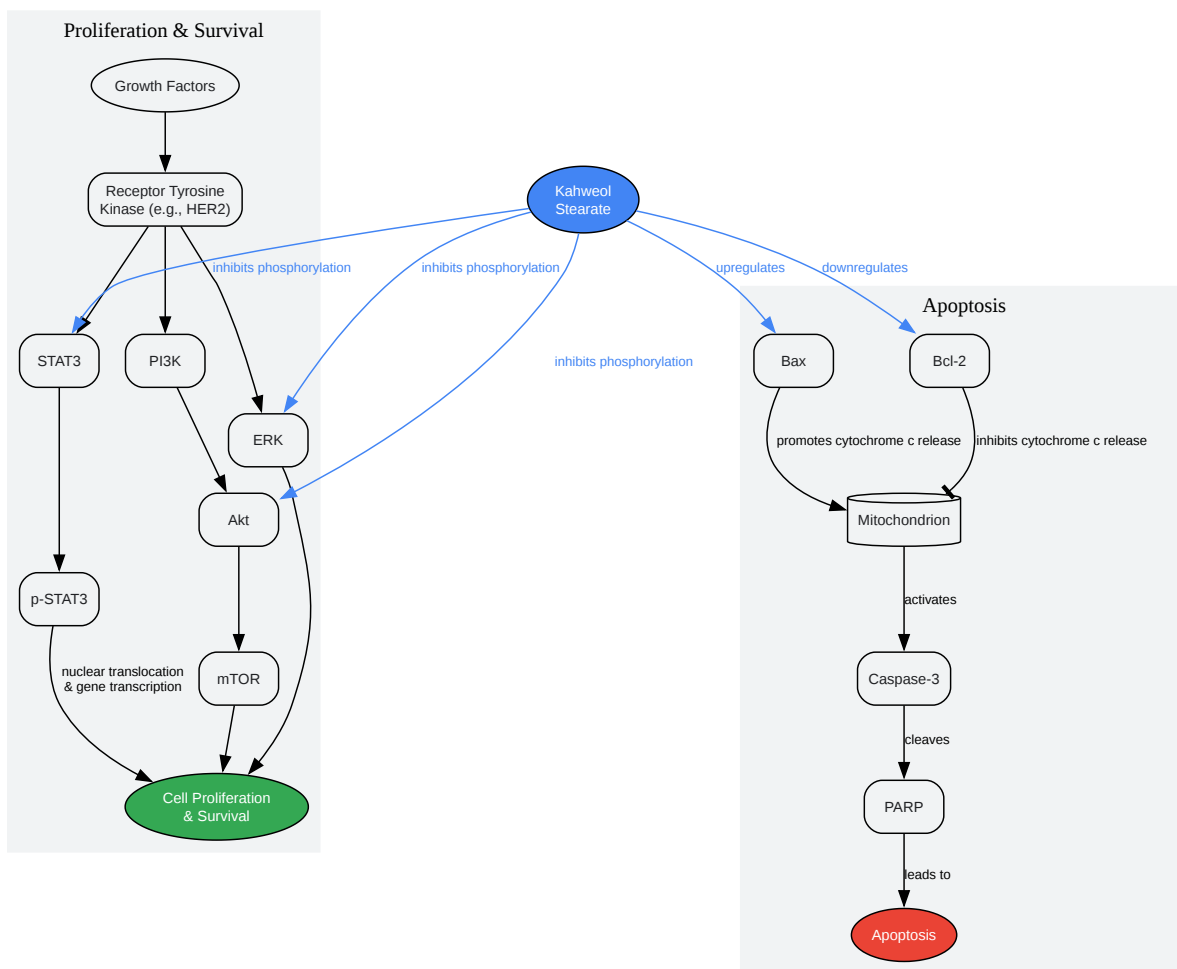 Proliferation & Survival
Growth Factors
Receptor Tyrosine
Kinase (e.g., HER2)
Kahweol
Stearate
inhibits phosphorylation
inhibits phosphorylation
upregulates
downregulates
Apoptosis
STAT3
PI3K
inhibits phosphorylation
Bax
Bcl-2
ERK
promotes cytochrome c release
inhibits cytochrome c release
Akt
Mitochondrion
p-STAT3
activates
nuclear translocation
& gene transcription
mTOR
Caspase-3
cleaves
Cell Proliferation
& Survival
PARP
leads to
Apoptosis